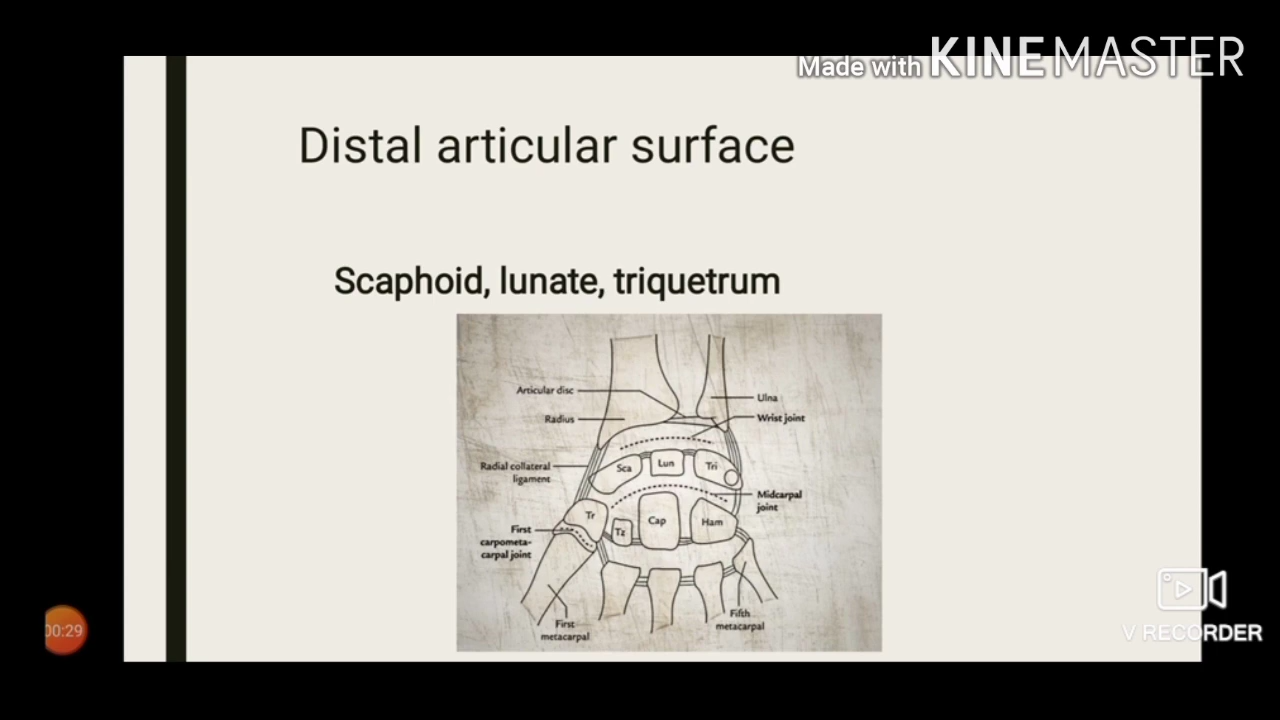 Made with KINEMASTER
Distal articular surface
Scaphoid, lunate, triquetrum
Articular disc
Ulna
Radius
Wrist joint
Radial collateral
ligament
Sca
Lun
Tri
Midcarpal
joint
Tr
Tz
Cap
Ham
First
carpometa-
carpal joint
First
metacarpal
Fifth
metacarpal
00:29
V RECORDER